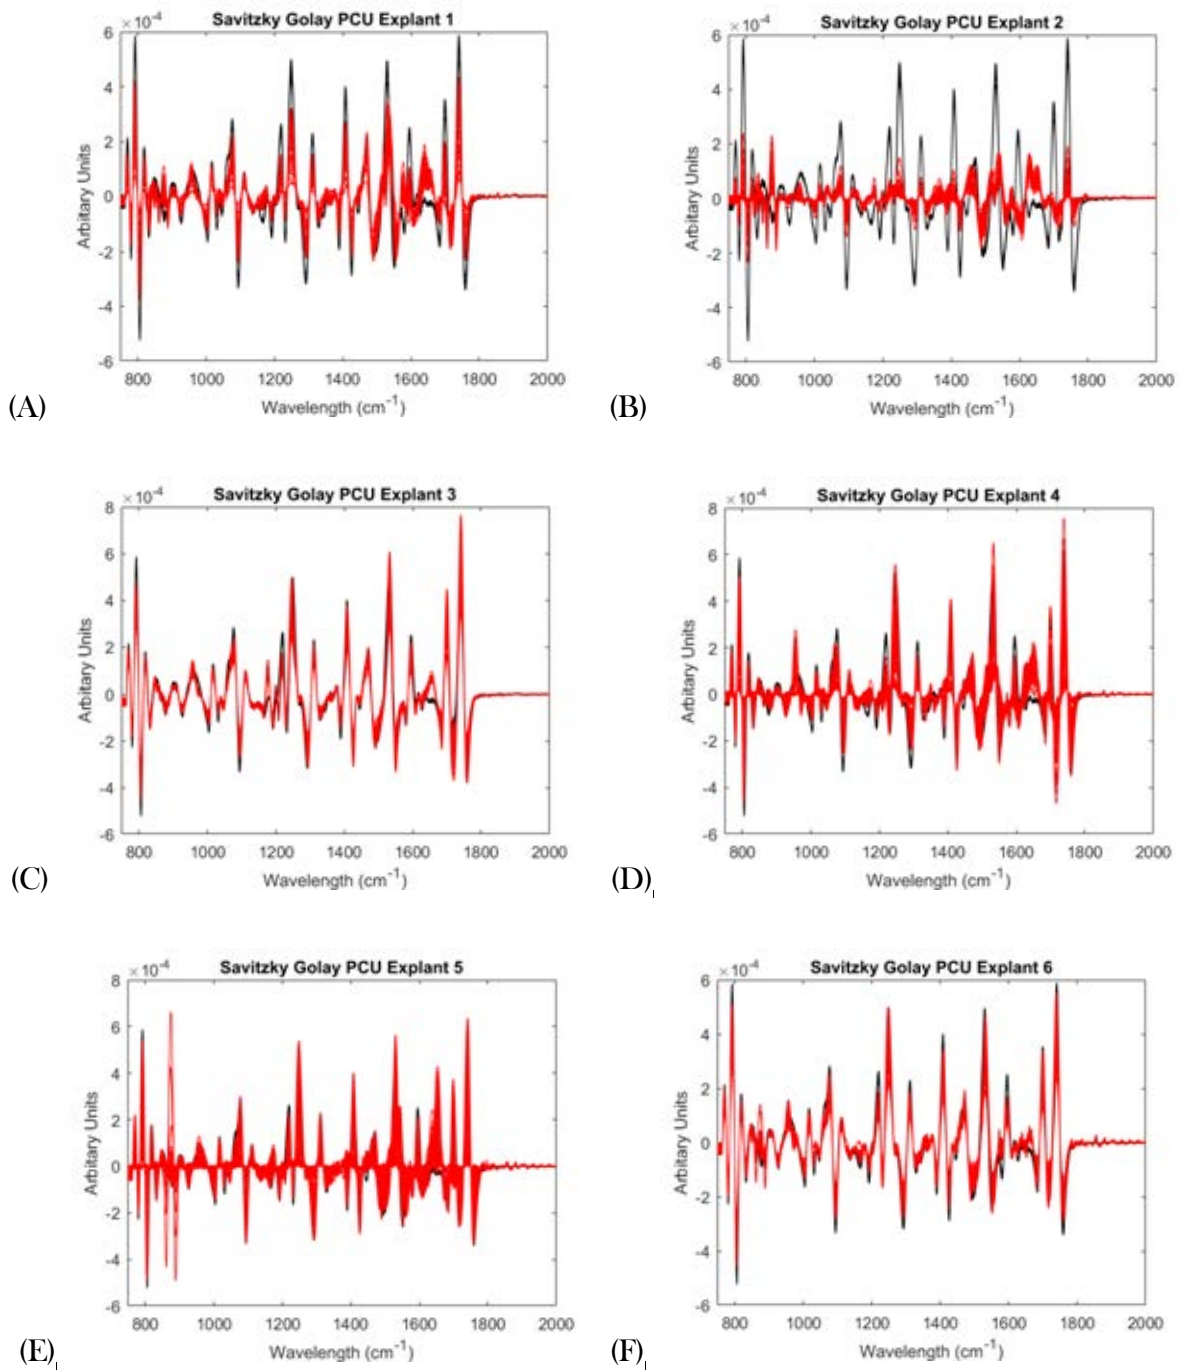 Savitzky Golay PCU Explant 1
×10⁻⁴
6
4
2
0
-2
-4
-6
Arbitary Units
800 1000 1200 1400 1600 1800 2000
Wavelength (cm⁻¹)
(A)
Savitzky Golay PCU Explant 2
×10⁻⁴
6
4
2
0
-2
-4
-6
Arbitary Units
800 1000 1200 1400 1600 1800 2000
Wavelength (cm⁻¹)
(B)
Savitzky Golay PCU Explant 3
×10⁻⁴
8
6
4
2
0
-2
-4
-6
Arbitary Units
800 1000 1200 1400 1600 1800 2000
Wavelength (cm⁻¹)
(C)
Savitzky Golay PCU Explant 4
×10⁻⁴
8
6
4
2
0
-2
-4
-6
Arbitary Units
800 1000 1200 1400 1600 1800 2000
Wavelength (cm⁻¹)
(D)
Savitzky Golay PCU Explant 5
×10⁻⁴
8
6
4
2
0
-2
-4
-6
Arbitary Units
800 1000 1200 1400 1600 1800 2000
Wavelength (cm⁻¹)
(E)
Savitzky Golay PCU Explant 6
×10⁻⁴
6
4
2
0
-2
-4
-6
Arbitary Units
800 1000 1200 1400 1600 1800 2000
Wavelength (cm⁻¹)
(F)